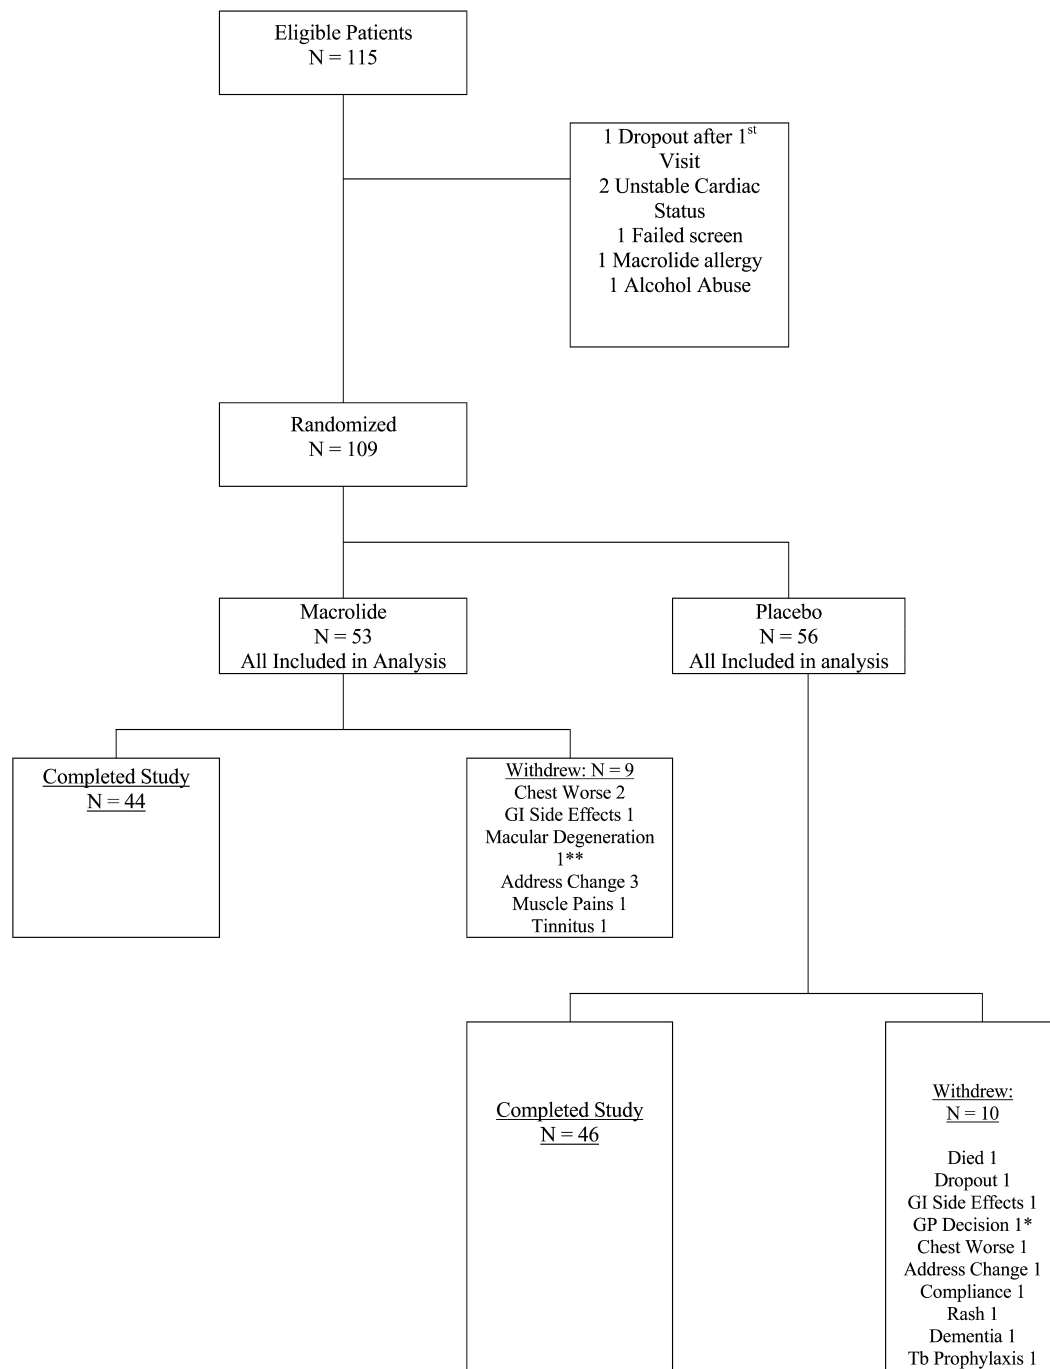 Eligible Patients
N = 115
1 Dropout after 1st
Visit
2 Unstable Cardiac
Status
1 Failed screen
1 Macrolide allergy
1 Alcohol Abuse
Randomized
N = 109
Macrolide
N = 53
All Included in Analysis
Placebo
N = 56
All Included in analysis
Completed Study
N = 44
Withdrew: N = 9
Chest Worse 2
GI Side Effects 1
Macular Degeneration
1**
Address Change 3
Muscle Pains 1
Tinnitus 1
Completed Study
N = 46
Withdrew:
N = 10
Died 1
Dropout 1
GI Side Effects 1
GP Decision 1*
Chest Worse 1
Address Change 1
Compliance 1
Rash 1
Dementia 1
Tb Prophylaxis 1